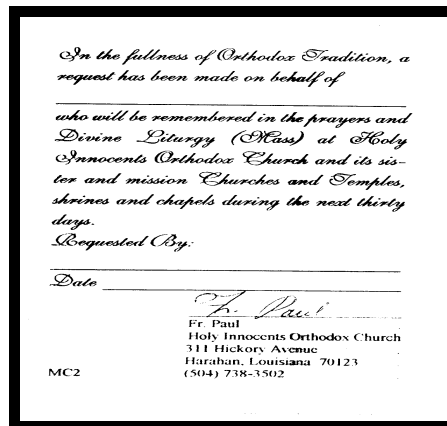 In the fullness of Orthodox Tradition, a
request has been made on behalf of
who will be remembered in the prayers and
Divine Liturgy (Mass) at Holy
Innocents Orthodox Church and its sis-
ter and mission Churches and Temples,
shrines and chapels during the next thirty
days.
Requested By:
Date
Fr. Paul
Fr. Paul
Holy Innocents Orthodox Church
311 Hickory Avenue
Harahan, Louisiana 70123
MC2 (504) 738-3502